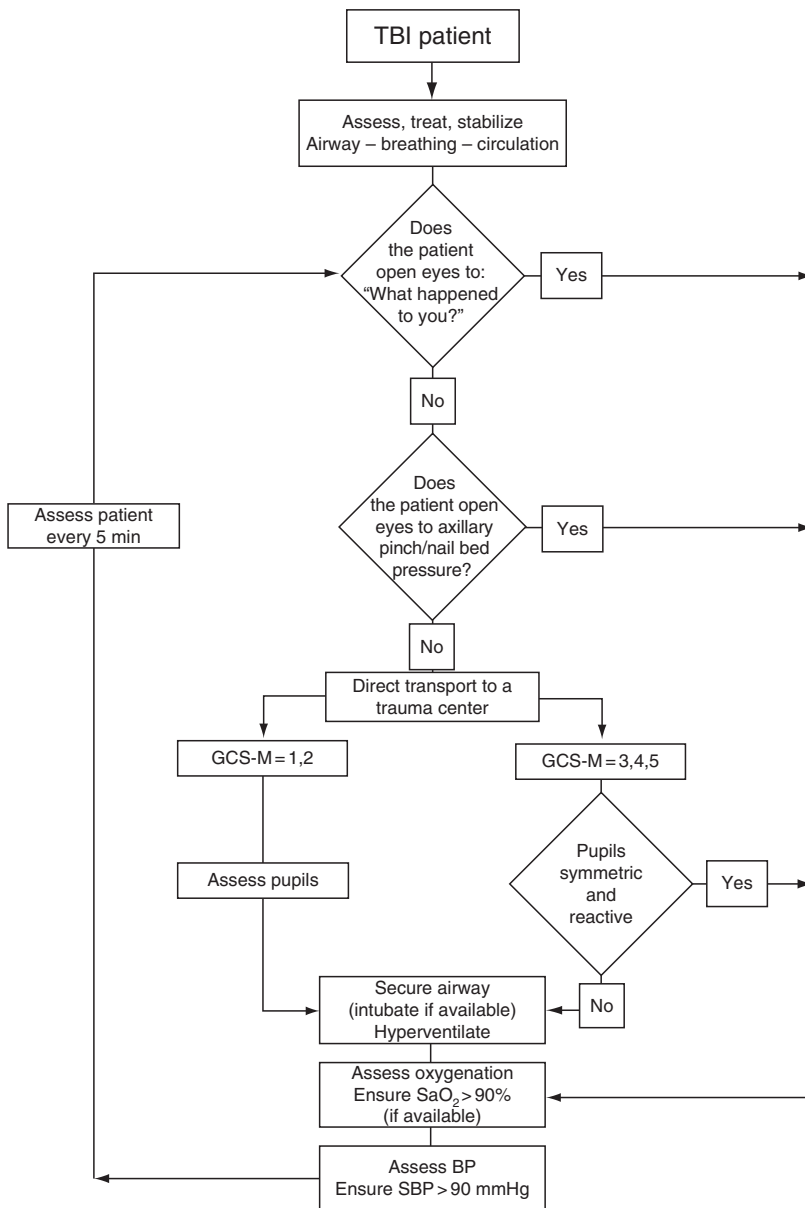 TBI patient
Assess, treat, stabilize
Airway – breathing – circulation
Does
the patient
open eyes to:
“What happened
to you?”
Yes
No
Does
the patient open
eyes to axillary
pinch/nail bed
pressure?
Yes
Assess patient
every 5 min
No
Direct transport to a
trauma center
GCS-M = 1,2
GCS-M = 3,4,5
Assess pupils
Pupils
symmetric
and
reactive
Yes
No
Secure airway
(intubate if available)
Hyperventilate
Assess oxygenation
Ensure SaO₂ > 90%
(if available)
Assess BP
Ensure SBP > 90 mmHg